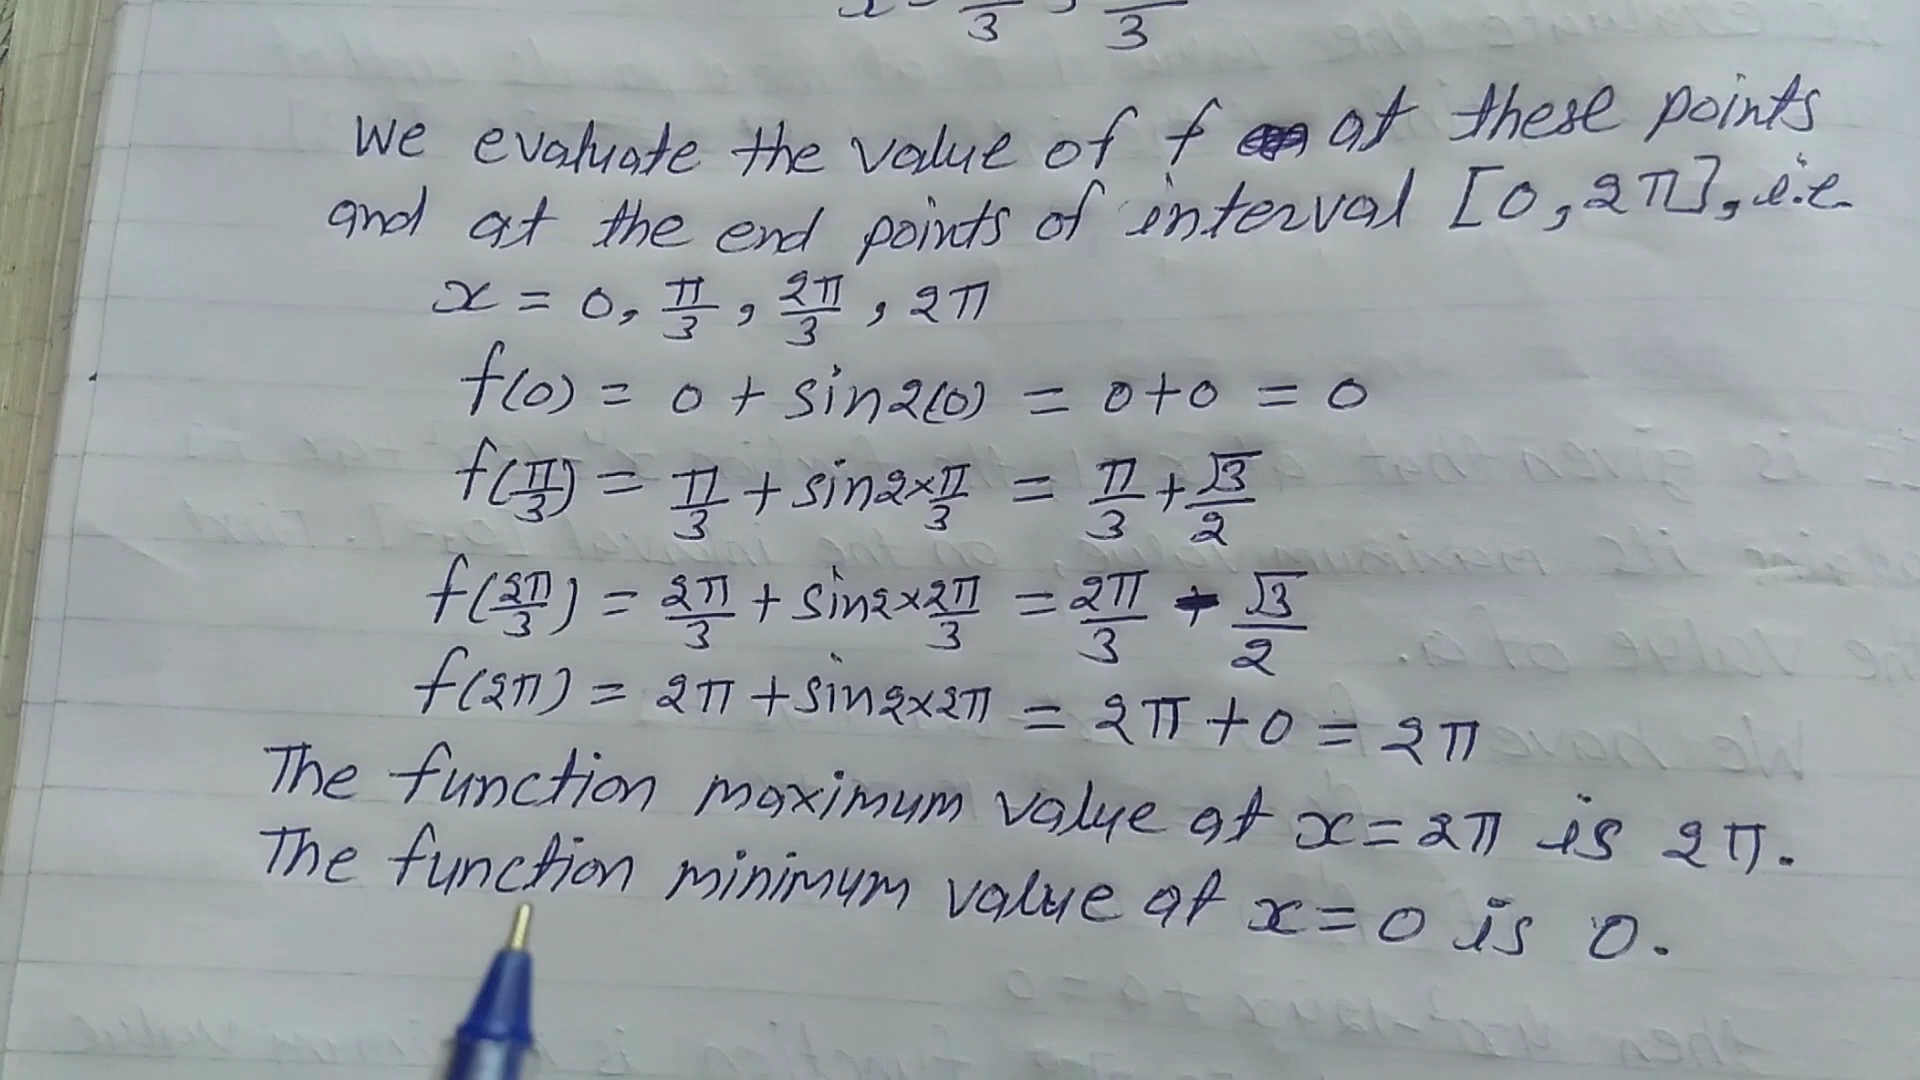 x = /3 , /3
We evaluate the value of f at these points
and at the end points of interval [0, 2π], i.e.
x = 0, π/3, 2π/3, 2π
f(0) = 0 + sin2(0) = 0+0 = 0
f(π/3) = π/3 + sin2×π/3 = π/3 + √3/2
f(2π/3) = 2π/3 + sin2×2π/3 = 2π/3 - √3/2
f(2π) = 2π + sin2×2π = 2π + 0 = 2π
The function maximum value at x = 2π is 2π.
The function minimum value at x = 0 is 0.